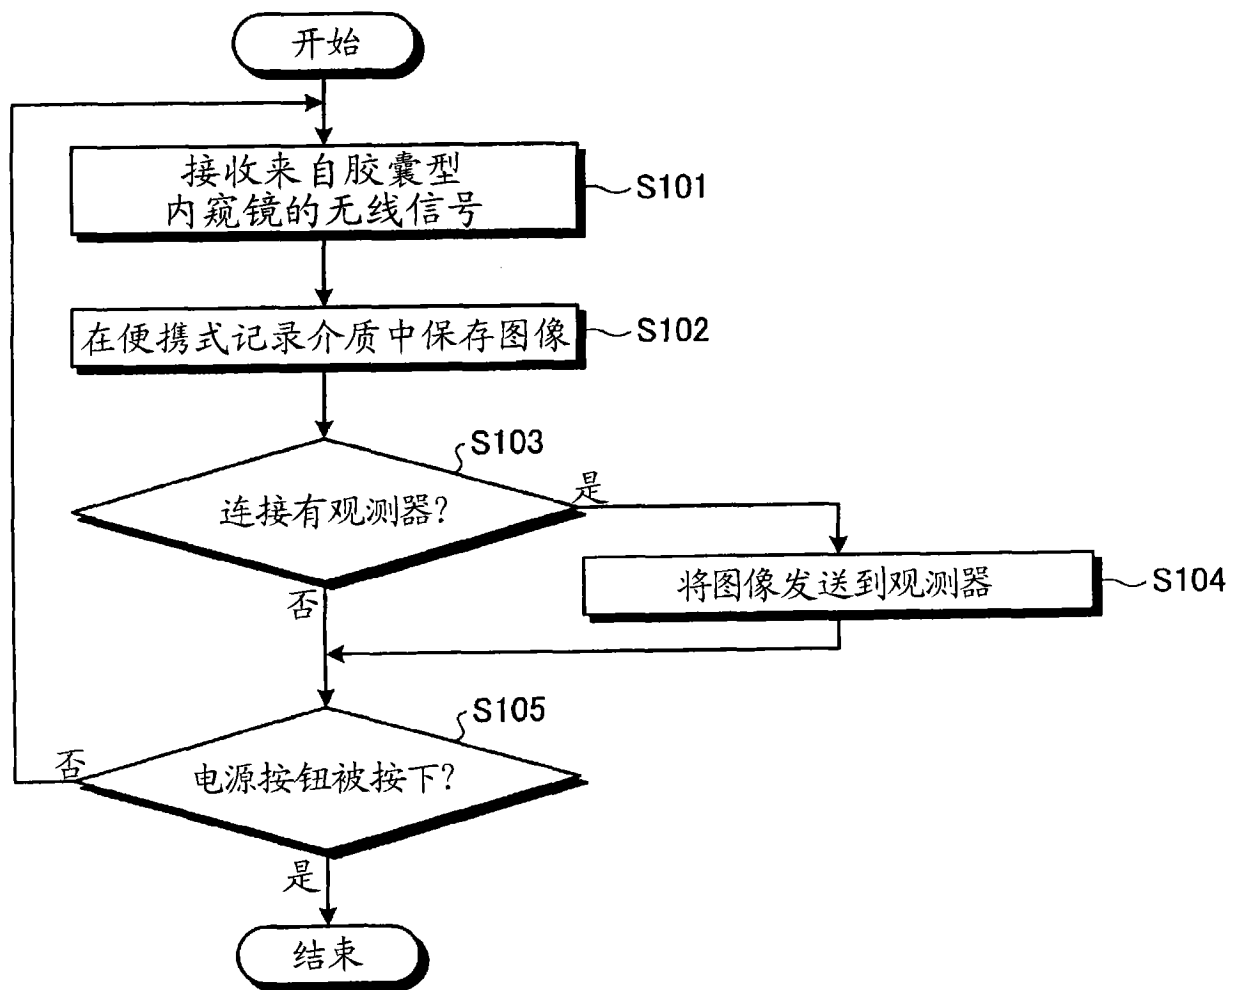 开始
接收来自胶囊型
内窥镜的无线信号
S101
在便携式记录介质中保存图像
S102
S103
连接有观测器?
是
否
将图像发送到观测器
S104
S105
否
电源按钮被按下?
是
结束